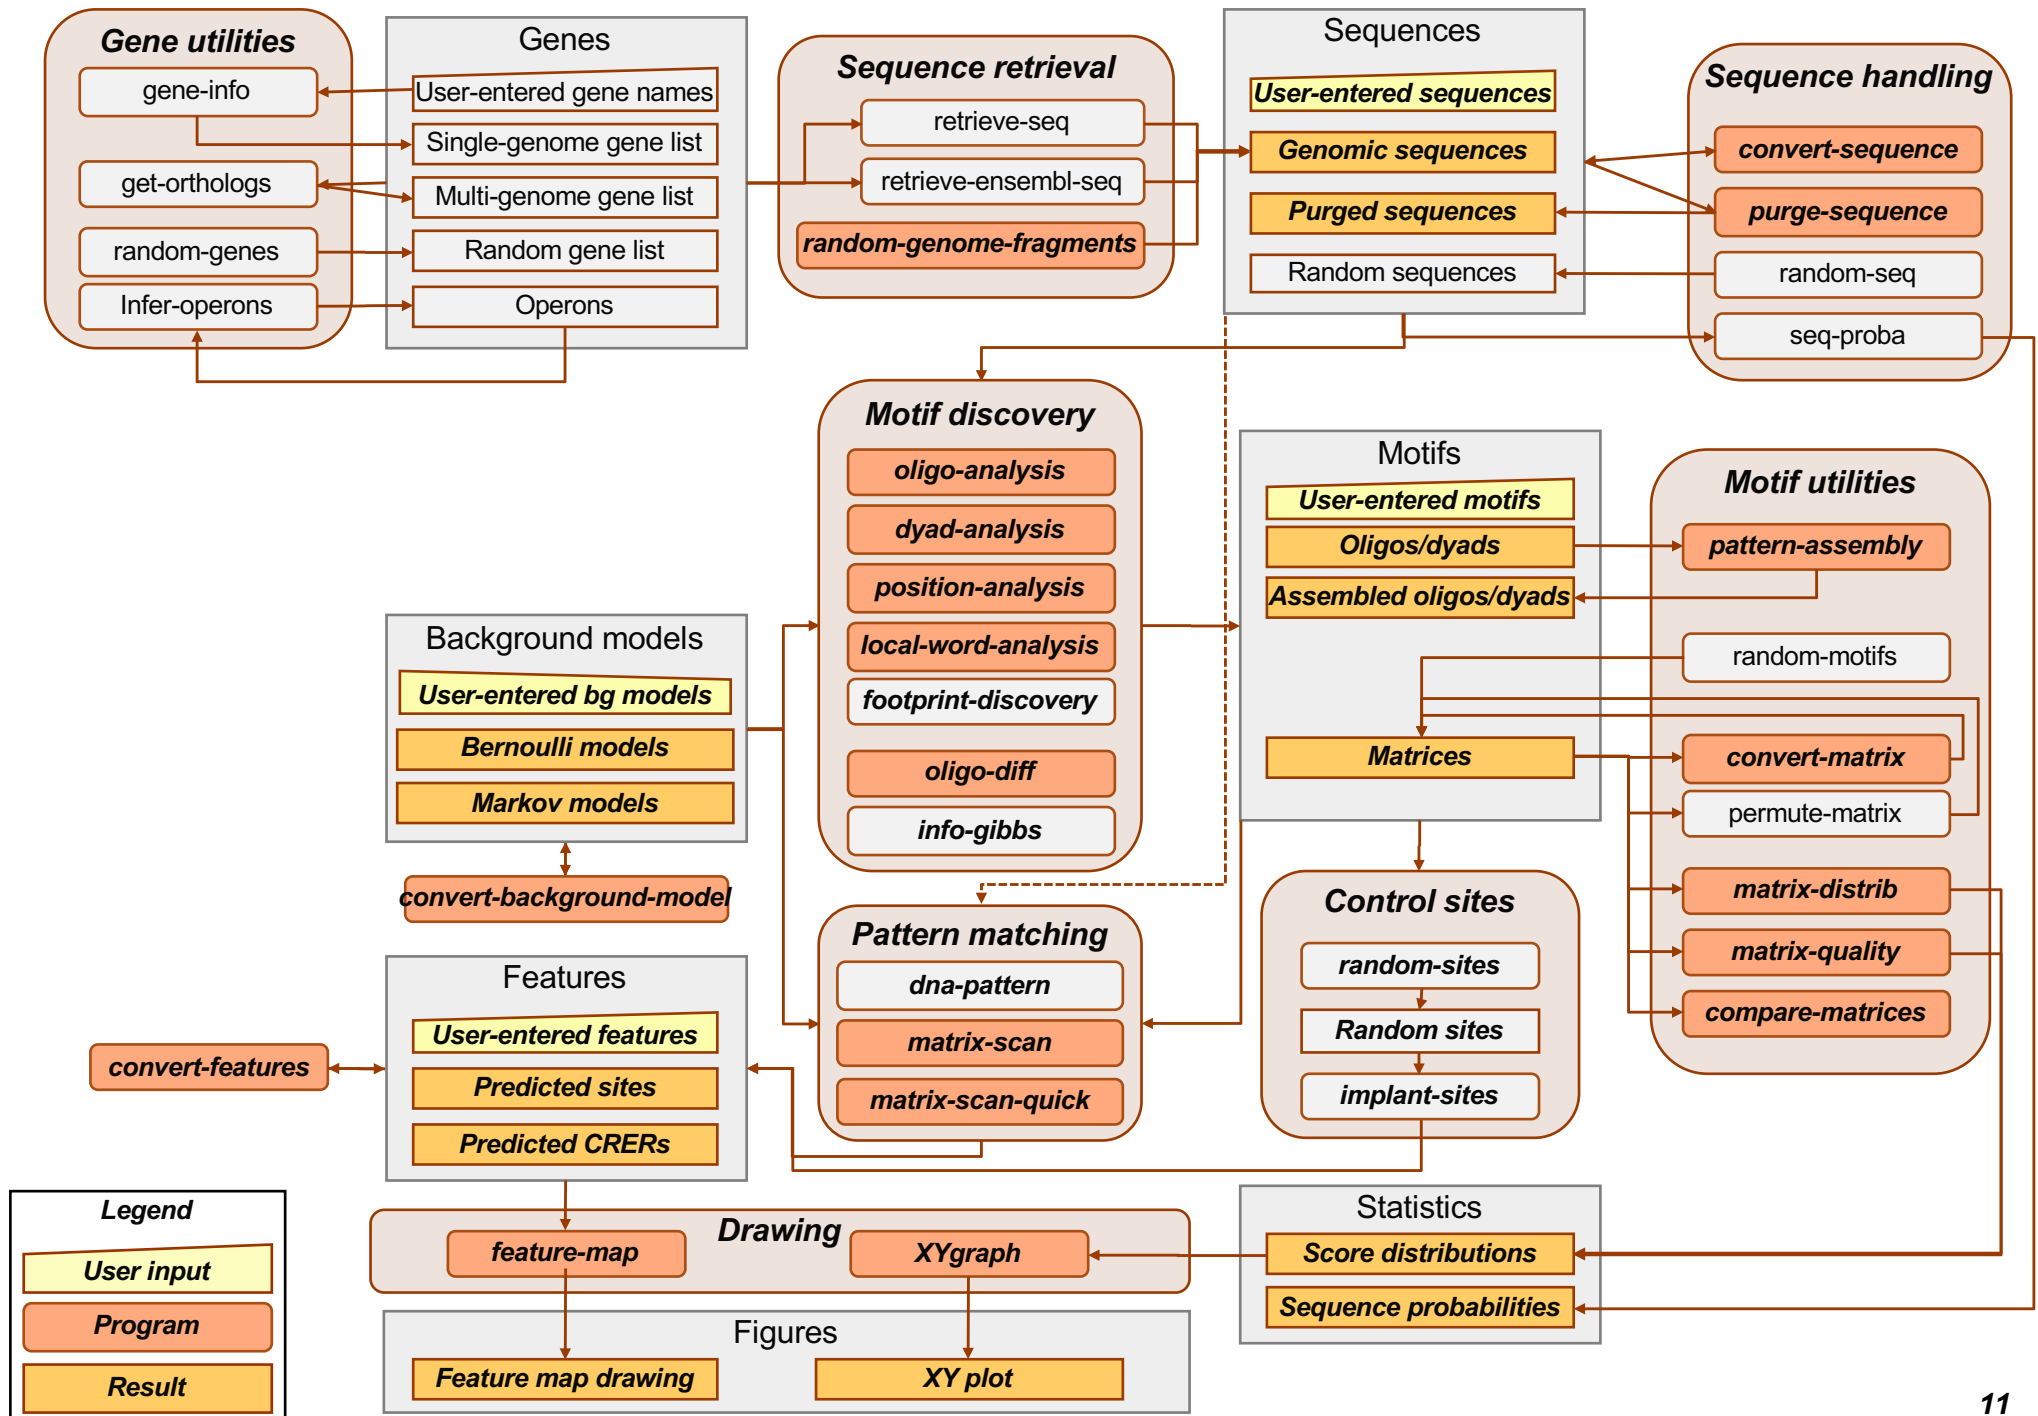 Gene utilities
gene-info
get-orthologs
random-genes
Infer-operons
Genes
User-entered gene names
Single-genome gene list
Multi-genome gene list
Random gene list
Operons
Sequence retrieval
retrieve-seq
retrieve-ensembl-seq
random-genome-fragments
Sequences
User-entered sequences
Genomic sequences
Purged sequences
Random sequences
Sequence handling
convert-sequence
purge-sequence
random-seq
seq-proba
Motif discovery
oligo-analysis
dyad-analysis
position-analysis
local-word-analysis
footprint-discovery
oligo-diff
info-gibbs
Motifs
User-entered motifs
Oligos/dyads
Assembled oligos/dyads
Matrices
Motif utilities
pattern-assembly
random-motifs
convert-matrix
permute-matrix
matrix-distrib
matrix-quality
compare-matrices
Background models
User-entered bg models
Bernoulli models
Markov models
convert-background-model
Pattern matching
dna-pattern
matrix-scan
matrix-scan-quick
Control sites
random-sites
Random sites
implant-sites
Features
User-entered features
Predicted sites
Predicted CRERs
convert-features
Drawing
feature-map
XYgraph
Statistics
Score distributions
Sequence probabilities
Figures
Feature map drawing
XY plot
Legend
User input
Program
Result
11